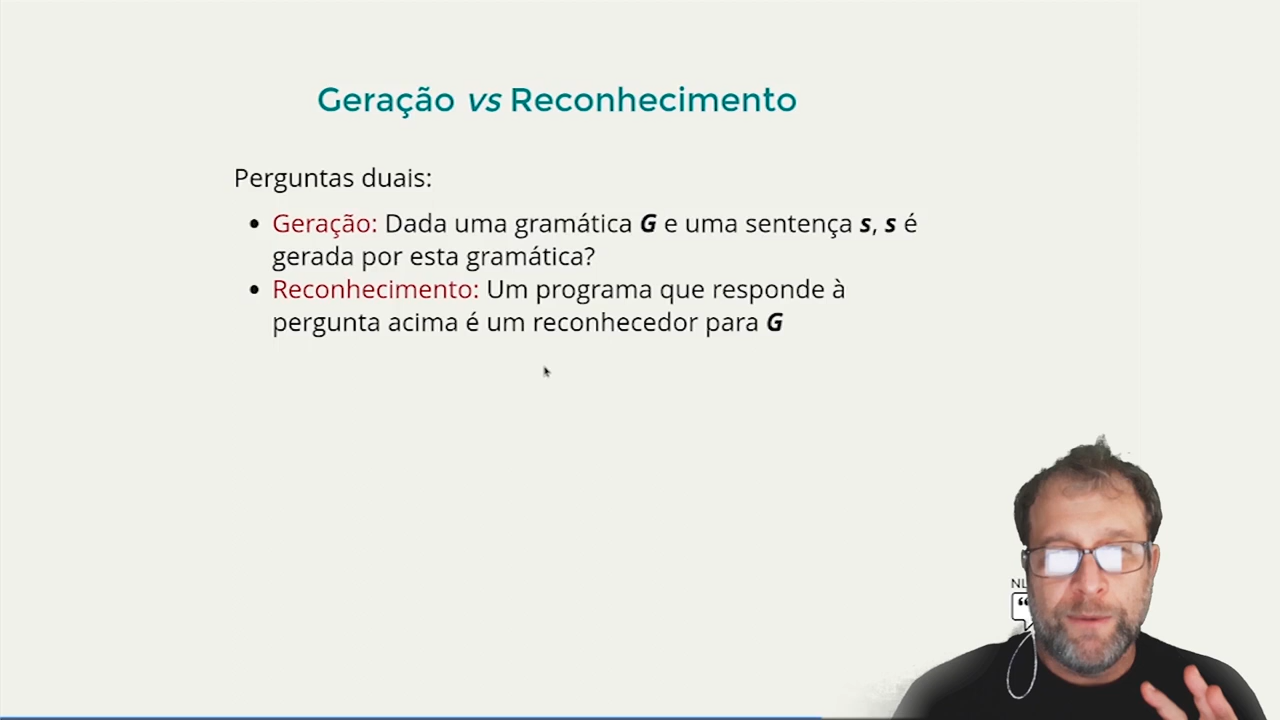 Geração vs Reconhecimento
Perguntas duais:
• Geração: Dada uma gramática G e uma sentença s, s é
gerada por esta gramática?
• Reconhecimento: Um programa que responde à
pergunta acima é um reconhecedor para G